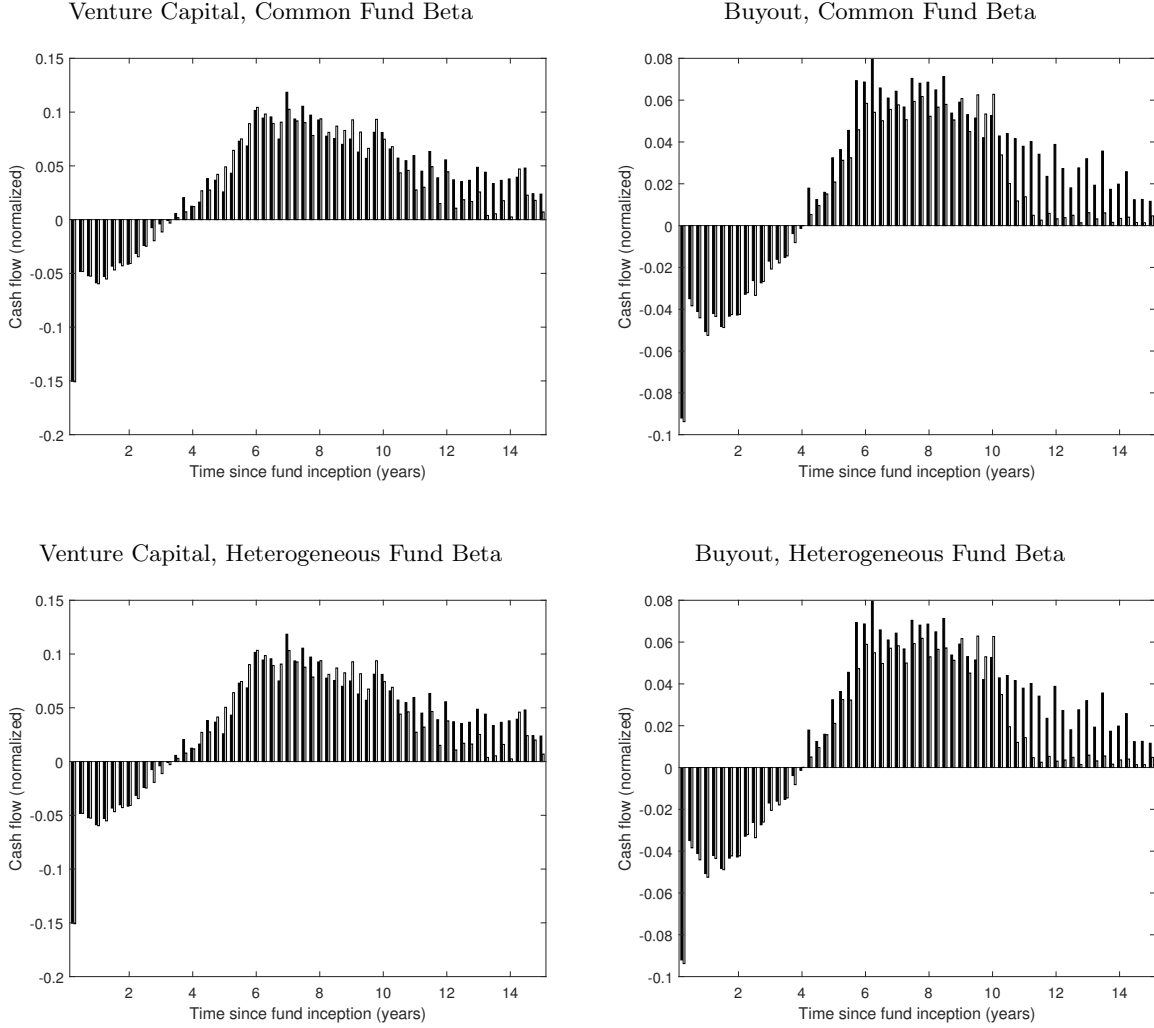 Venture Capital, Common Fund Beta
0.15
0.1
0.05
0
-0.05
-0.1
-0.15
-0.2
Cash flow (normalized)
2 4 6 8 10 12 14
Time since fund inception (years)
Buyout, Common Fund Beta
0.08
0.06
0.04
0.02
0
-0.02
-0.04
-0.06
-0.08
-0.1
Cash flow (normalized)
2 4 6 8 10 12 14
Time since fund inception (years)
Venture Capital, Heterogeneous Fund Beta
0.15
0.1
0.05
0
-0.05
-0.1
-0.15
-0.2
Cash flow (normalized)
2 4 6 8 10 12 14
Time since fund inception (years)
Buyout, Heterogeneous Fund Beta
0.08
0.06
0.04
0.02
0
-0.02
-0.04
-0.06
-0.08
-0.1
Cash flow (normalized)
2 4 6 8 10 12 14
Time since fund inception (years)